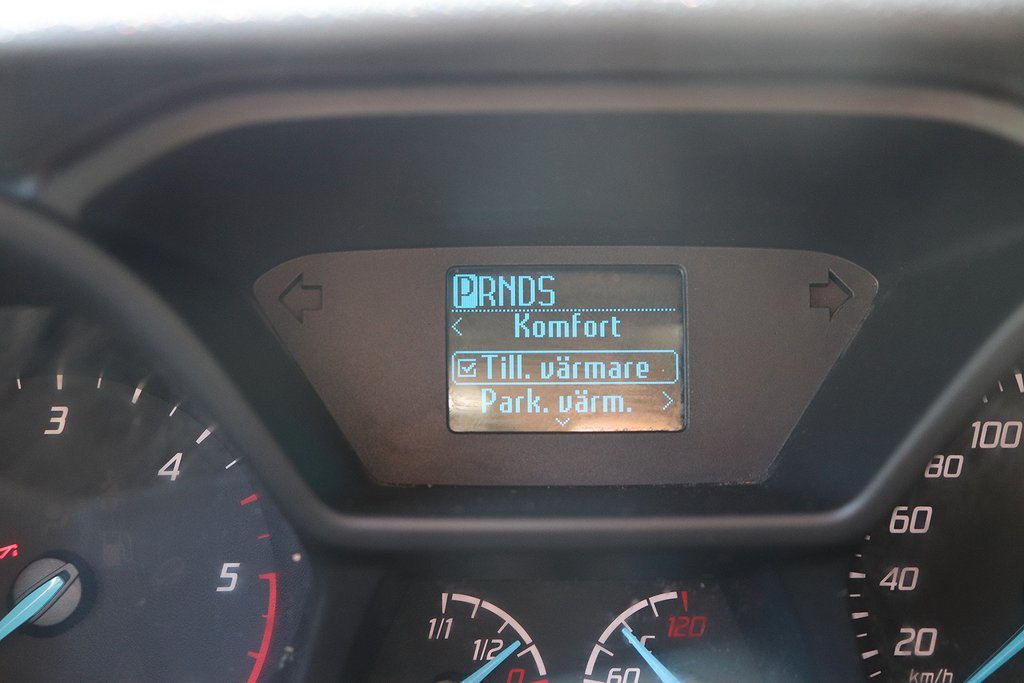 PRNDS
< Komfort
Till. värmare
Park. värm. >
3
4
5
1/1
1/2
0
60
C
120
100
80
60
40
20
km/h